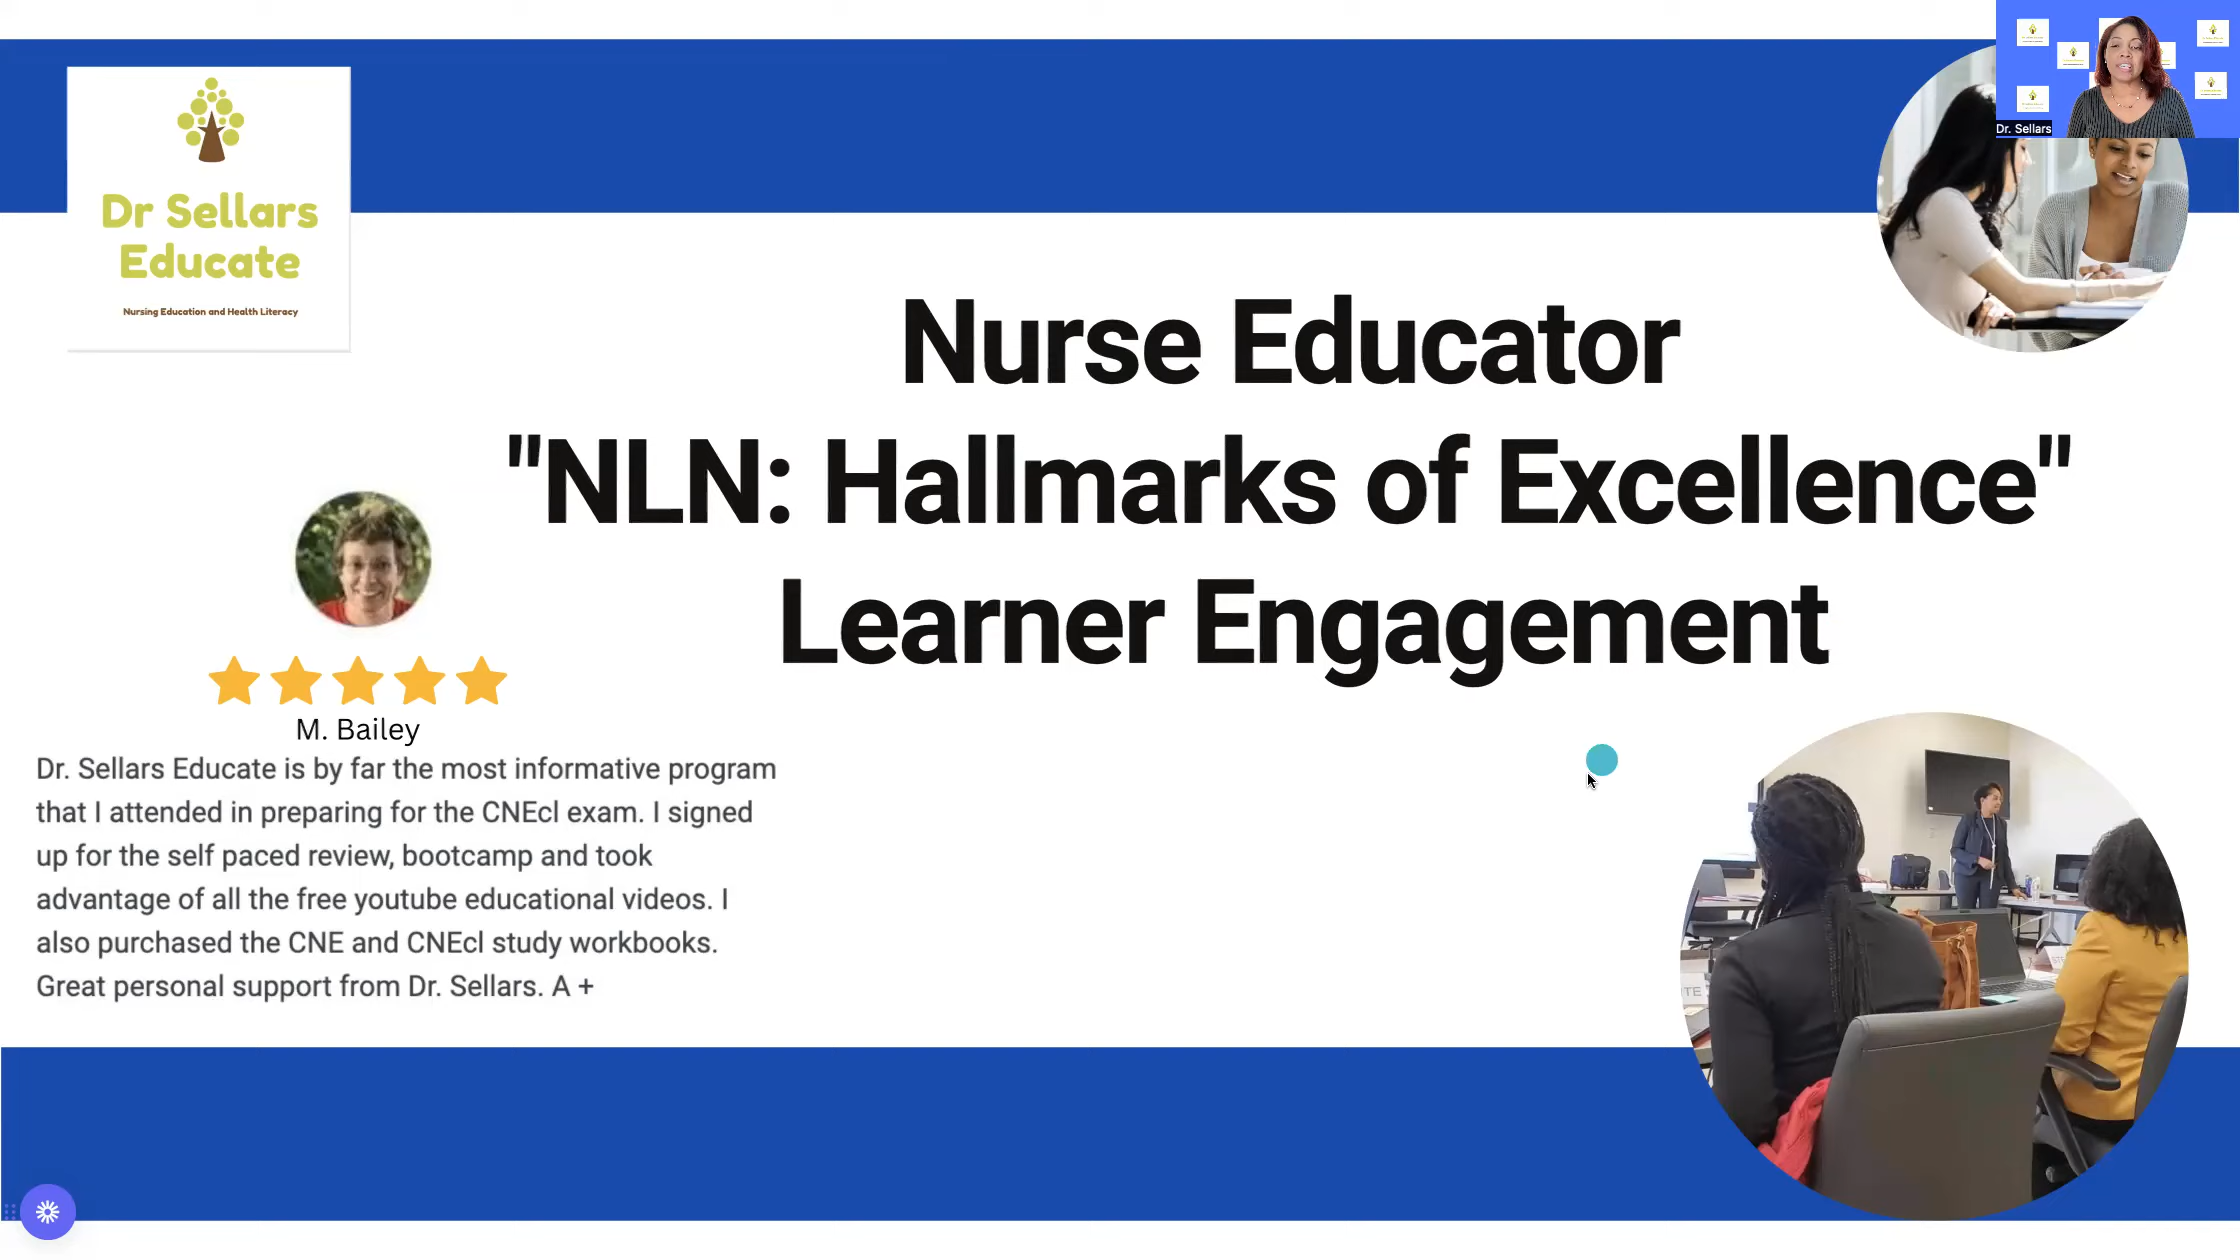 Dr Sellars
Educate
Nursing Education and Health Literacy
Dr. Sellars
Nurse Educator
"NLN: Hallmarks of Excellence"
Learner Engagement
M. Bailey
Dr. Sellars Educate is by far the most informative program
that I attended in preparing for the CNEcl exam. I signed
up for the self paced review, bootcamp and took
advantage of all the free youtube educational videos. I
also purchased the CNE and CNEcl study workbooks.
Great personal support from Dr. Sellars. A +